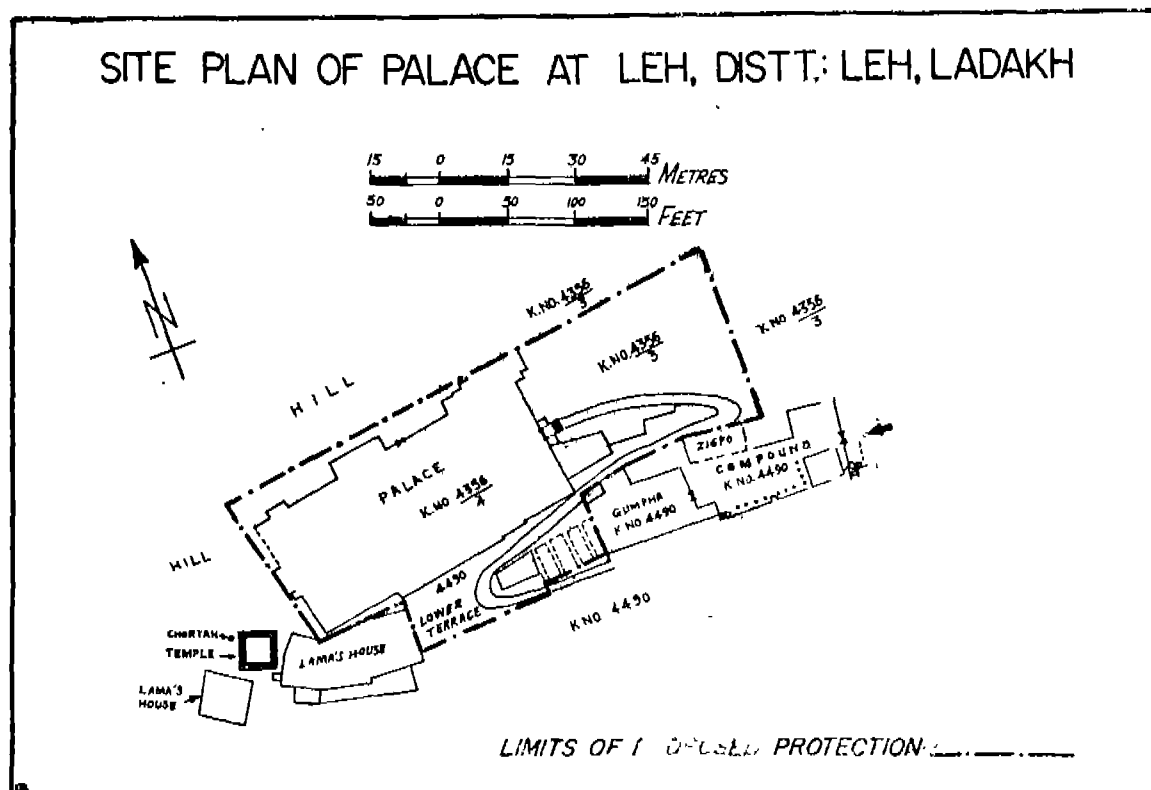 SITE PLAN OF PALACE AT LEH, DISTT.: LEH, LADAKH
15 0 15 30 45
METRES
50 0 50 100 150
FEET
N
K.NO. 4356/3
K.NO 4356/3
K.NO. 4356/3
HILL
PALACE
K.NO 4356/4
ZIGPO
COMPOUND
K NO. 4490
GUMPHA
K NO. 4490
HILL
4490
LOWER
TERRACE
K NO. 4490
CHORTAN
TEMPLE
LAMA'S HOUSE
LAMA'S
HOUSE
LIMITS OF PROTECTION